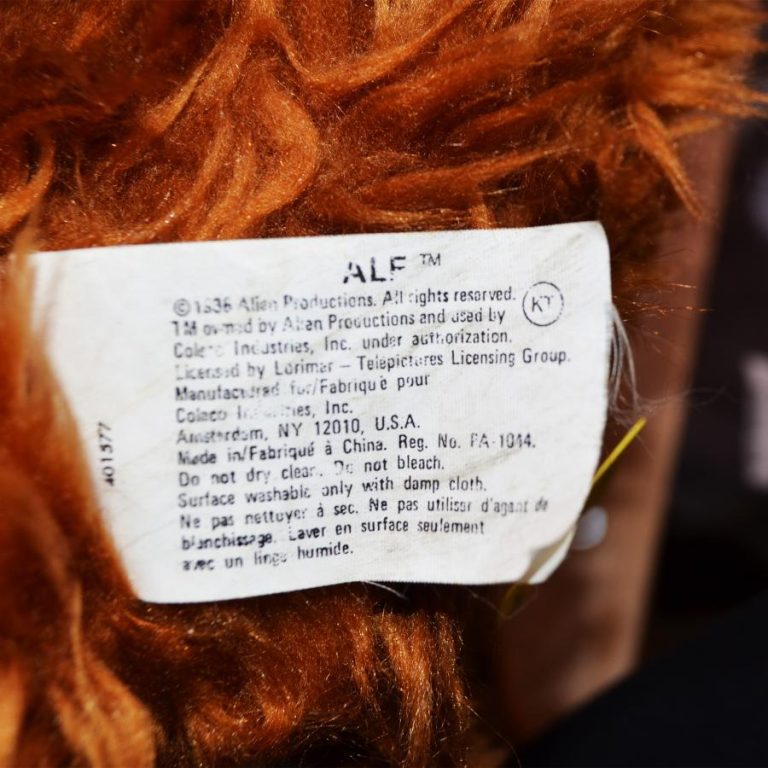 ALF ™
© 1986 Alien Productions. All rights reserved.
KT
TM owned by Alien Productions and used by
Coleco Industries, Inc. under authorization.
Licensed by Lorimar – Telepictures Licensing Group.
Manufactured for/Fabriqué pour
Coleco Industries, Inc.
Amsterdam, NY 12010, U.S.A.
Made in/Fabriqué à China. Reg. No. PA-1044.
Do not dry clean. Do not bleach.
Surface washable only with damp cloth.
Ne pas nettoyer à sec. Ne pas utiliser d'agent de
blanchissage. Laver en surface seulement
avec un linge humide.
401577